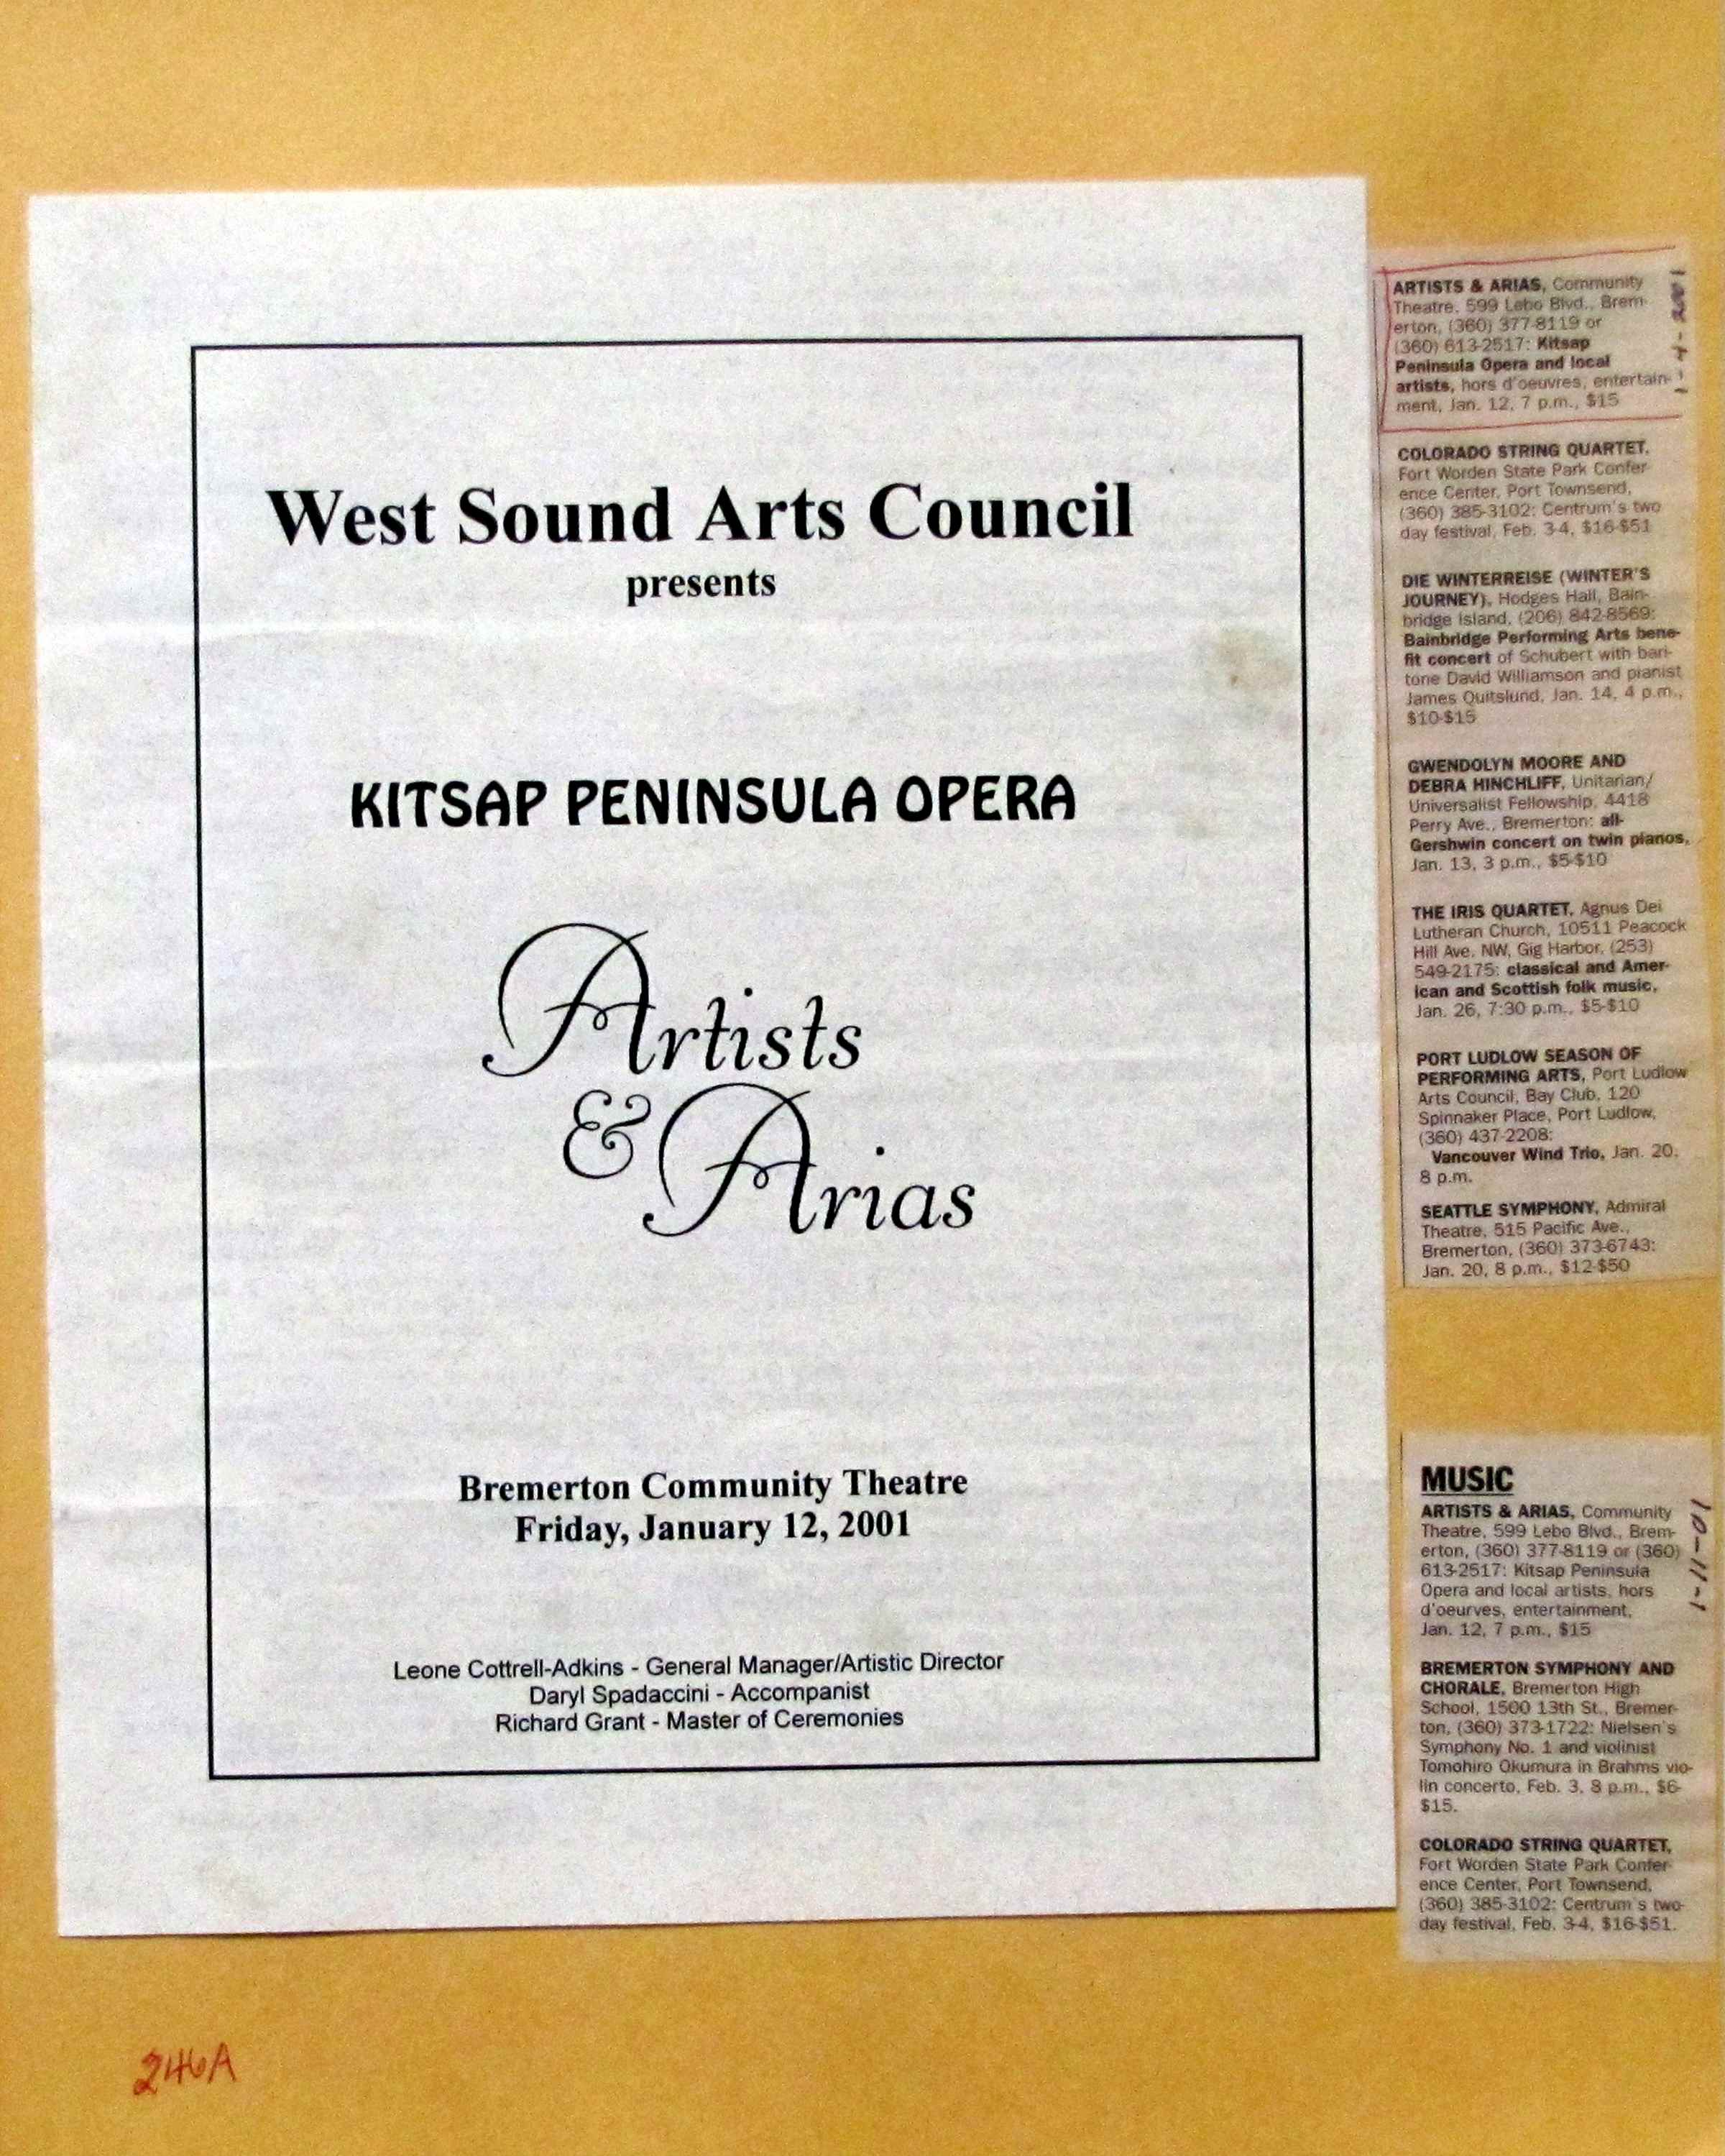 West Sound Arts Council
presents
KITSAP PENINSULA OPERA
Artists
& Arias
Bremerton Community Theatre
Friday, January 12, 2001
Leone Cottrell-Adkins - General Manager/Artistic Director
Daryl Spadaccini - Accompanist
Richard Grant - Master of Ceremonies
ARTISTS & ARIAS, Community
Theatre, 599 Lebo Blvd., Brem-
erton, (360) 377-8119 or
(360) 613-2517: Kitsap
Peninsula Opera and local
artists, hors d'oeuvres, entertain-
ment, Jan. 12, 7 p.m., $15
1-4-2001
COLORADO STRING QUARTET,
Fort Worden State Park Confer-
ence Center, Port Townsend,
(360) 385-3102: Centrum's two
day festival, Feb. 3-4, $16-$51
DIE WINTERREISE (WINTER'S
JOURNEY), Hodges Hall, Bain-
bridge Island, (206) 842-8569:
Bainbridge Performing Arts bene-
fit concert of Schubert with bari-
tone David Williamson and pianist
James Quitslund, Jan. 14, 4 p.m.,
$10-$15
GWENDOLYN MOORE AND
DEBRA HINCHLIFF, Unitarian/
Universalist Fellowship, 4418
Perry Ave., Bremerton: all-
Gershwin concert on twin pianos,
Jan. 13, 3 p.m., $5-$10
THE IRIS QUARTET, Agnus Dei
Lutheran Church, 10511 Peacock
Hill Ave. NW, Gig Harbor, (253)
549-2175: classical and Amer-
ican and Scottish folk music,
Jan. 26, 7:30 p.m., $5-$10
PORT LUDLOW SEASON OF
PERFORMING ARTS, Port Ludlow
Arts Council, Bay Club, 120
Spinnaker Place, Port Ludlow,
(360) 437-2208:
Vancouver Wind Trio, Jan. 20,
8 p.m.
SEATTLE SYMPHONY, Admiral
Theatre, 515 Pacific Ave.,
Bremerton, (360) 373-6743:
Jan. 20, 8 p.m., $12-$50
MUSIC
ARTISTS & ARIAS, Community
Theatre, 599 Lebo Blvd., Brem-
erton, (360) 377-8119 or (360)
613-2517: Kitsap Peninsula
Opera and local artists, hors
d'oeurves, entertainment,
Jan. 12, 7 p.m., $15
1-11-01
BREMERTON SYMPHONY AND
CHORALE, Bremerton High
School, 1500 13th St., Bremer-
ton, (360) 373-1722: Nielsen's
Symphony No. 1 and violinist
Tomohiro Okumura in Brahms vio-
lin concerto, Feb. 3, 8 p.m., $6-
$15.
COLORADO STRING QUARTET,
Fort Worden State Park Confer-
ence Center, Port Townsend,
(360) 385-3102: Centrum's two-
day festival, Feb. 3-4, $16-$51.
246A